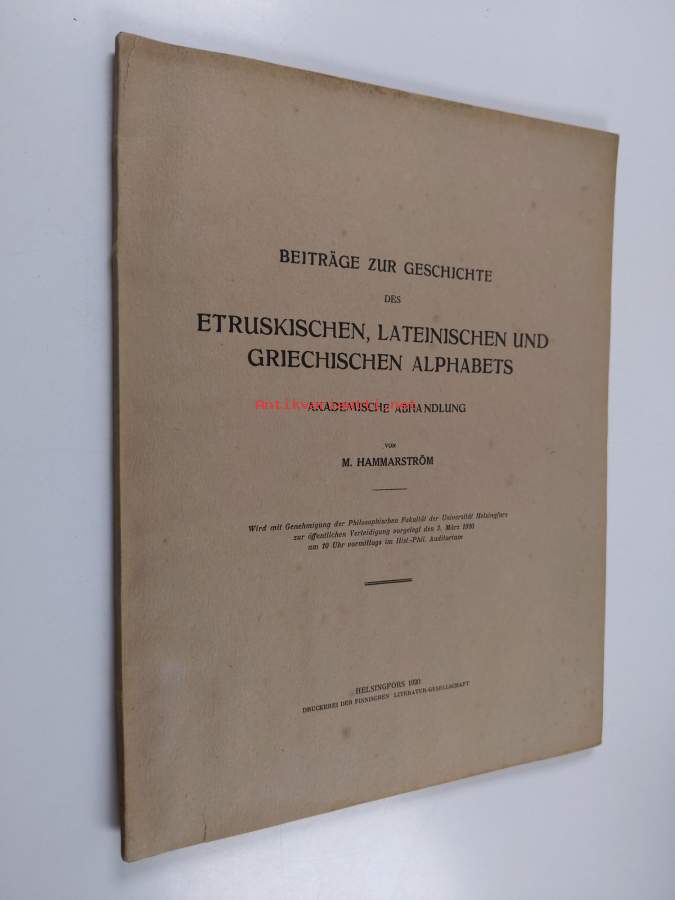 BEITRÄGE ZUR GESCHICHTE
DES
ETRUSKISCHEN, LATEINISCHEN UND
GRIECHISCHEN ALPHABETS
AKADEMISCHE ABHANDLUNG
VON
M. HAMMARSTRÖM
Wird mit Genehmigung der Philosophischen Fakultät der Universität Helsingfors
zur öffentlichen Verteidigung vorgelegt den 3. März 1920
um 10 Uhr vormittags im Hist.-Phil. Auditorium
HELSINGFORS 1920
DRUCKEREI DER FINNISCHEN LITERATUR-GESELLSCHAFT